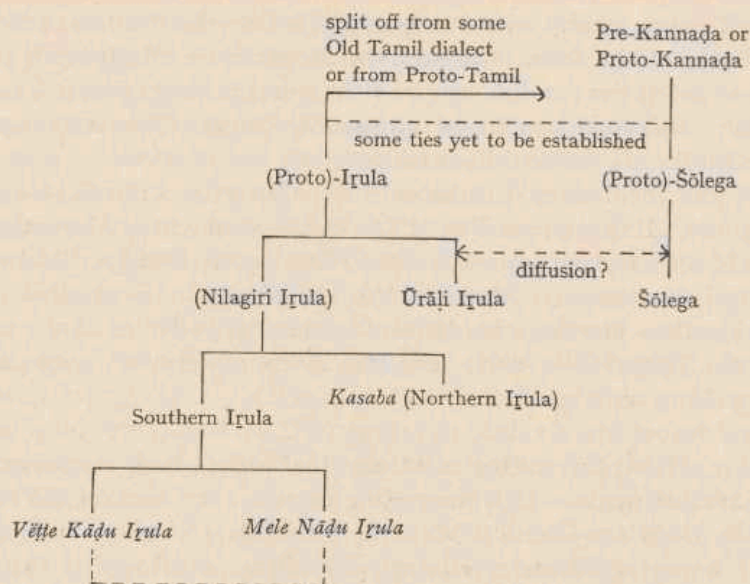 split off from some
Old Tamil dialect
or from Proto-Tamil
Pre-Kannaḍa or
Proto-Kannaḍa
some ties yet to be established
(Proto)-Iṟula
(Proto)-Šōlega
diffusion?
(Nilagiri Iṟula)
Ūrāḷi Iṟula
Šōlega
Kasaba (Northern Iṟula)
Southern Iṟula
Vëṭṭe Kāḍu Iṟula
Mele Nāḍu Iṟula